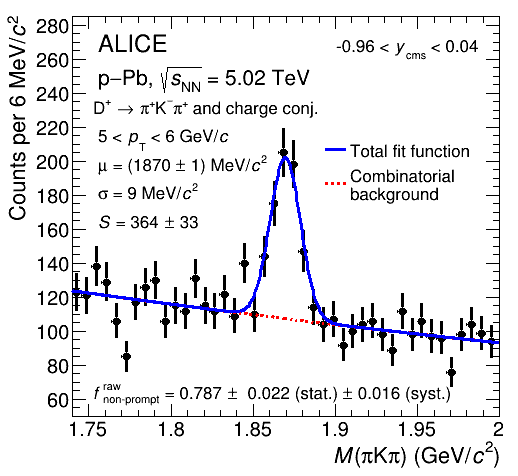 ALICE
-0.96 < y_cms < 0.04
p–Pb, √s_NN = 5.02 TeV
D⁺ → π⁺K⁻π⁺ and charge conj.
5 < p_T < 6 GeV/c
μ = (1870 ± 1) MeV/c²
σ = 9 MeV/c²
S = 364 ± 33
Total fit function
Combinatorial
background
f^raw_non-prompt = 0.787 ± 0.022 (stat.) ± 0.016 (syst.)
Counts per 6 MeV/c²
280
260
240
220
200
180
160
140
120
100
80
60
1.75 1.8 1.85 1.9 1.95 2
M(πKπ) (GeV/c²)